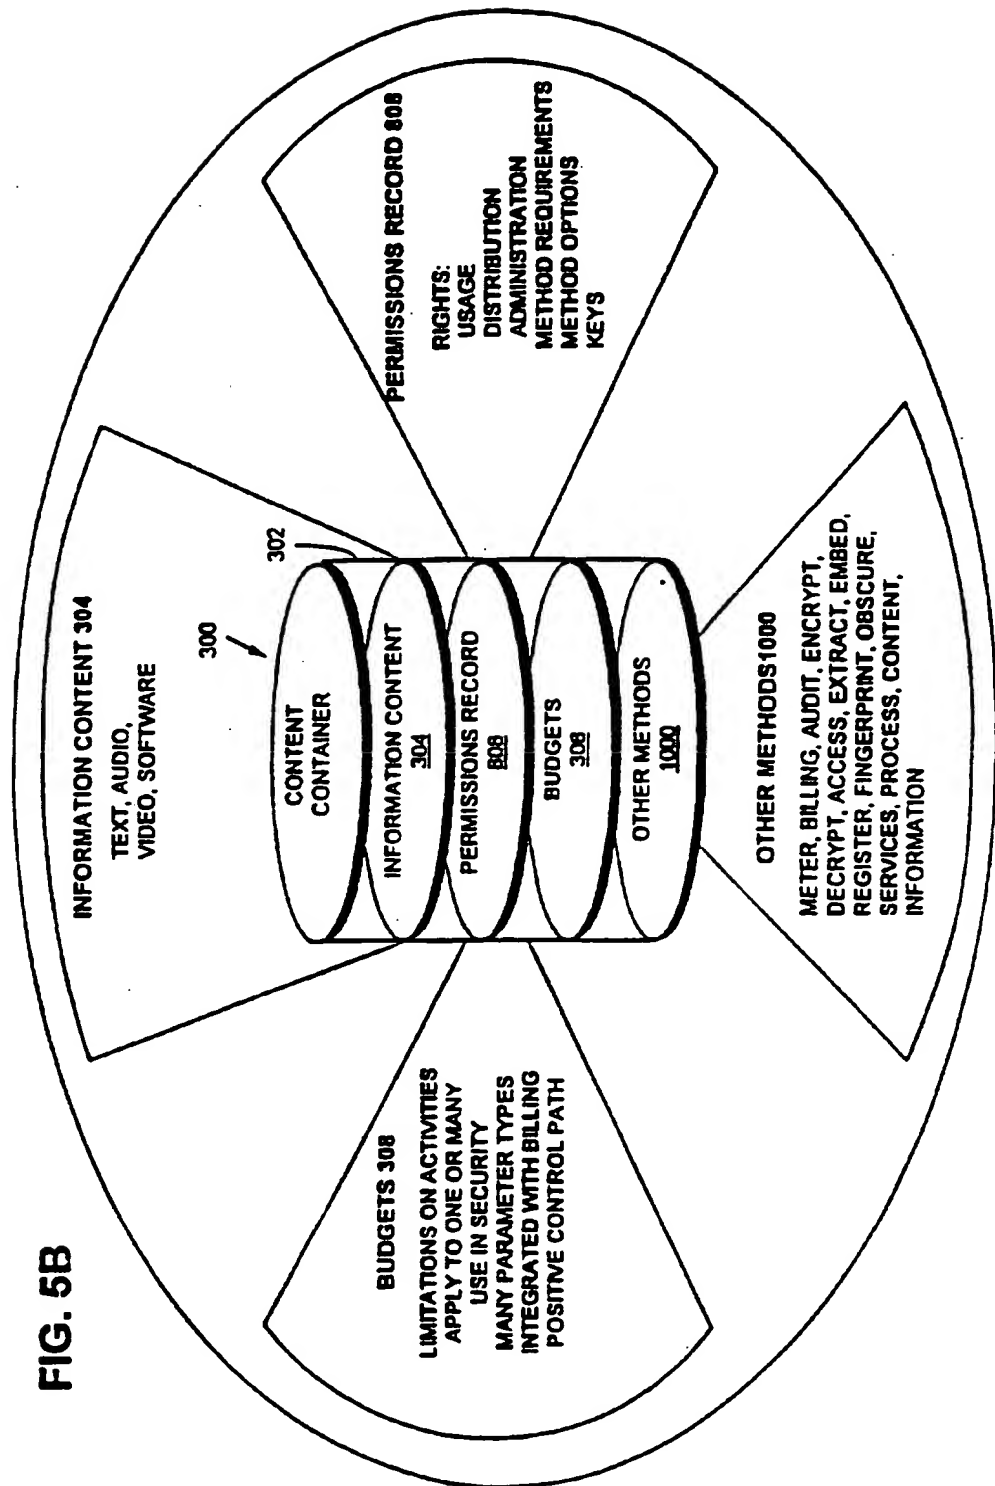 FIG. 5B
INFORMATION CONTENT 304
TEXT, AUDIO,
VIDEO, SOFTWARE
300
302
CONTENT
CONTAINER
INFORMATION CONTENT
304
PERMISSIONS RECORD
808
BUDGETS
308
OTHER METHODS
1000
BUDGETS 308
LIMITATIONS ON ACTIVITIES
APPLY TO ONE OR MANY
USE IN SECURITY
MANY PARAMETER TYPES
INTEGRATED WITH BILLING
POSITIVE CONTROL PATH
PERMISSIONS RECORD 808
RIGHTS:
USAGE
DISTRIBUTION
ADMINISTRATION
METHOD REQUIREMENTS
METHOD OPTIONS
KEYS
OTHER METHODS1000
METER, BILLING, AUDIT, ENCRYPT,
DECRYPT, ACCESS, EXTRACT, EMBED,
REGISTER, FINGERPRINT, OBSCURE,
SERVICES, PROCESS, CONTENT,
INFORMATION